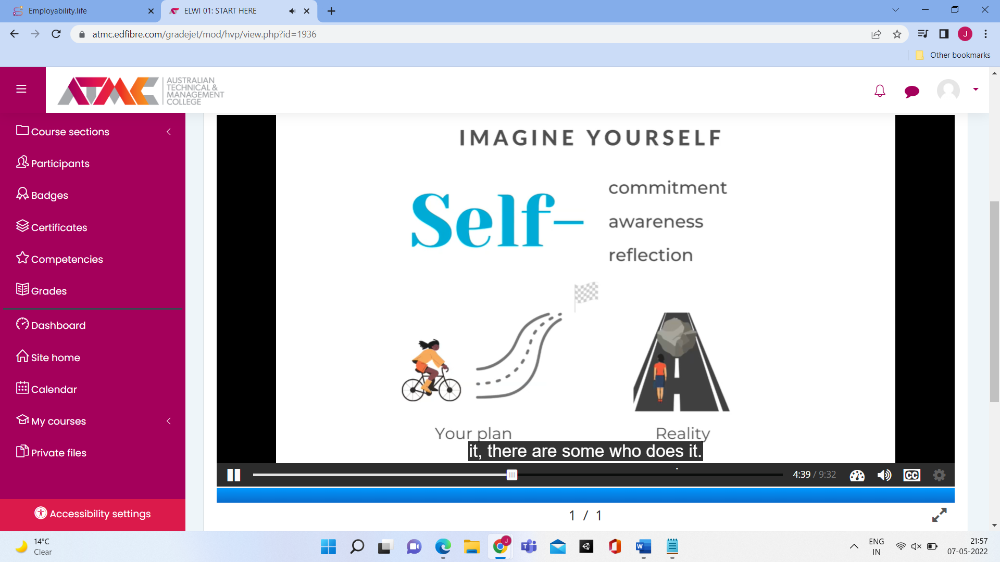 Employability.life
ELWI 01: START HERE
atmc.edfibre.com/gradejet/mod/hvp/view.php?id=1936
J
Other bookmarks
ATMC
AUSTRALIAN
TECHNICAL &
MANAGEMENT
COLLEGE
Course sections
Participants
Badges
Certificates
Competencies
Grades
Dashboard
Site home
Calendar
My courses
Private files
Accessibility settings
IMAGINE YOURSELF
Self-
commitment
awareness
reflection
Your plan
Reality
it, there are some who does it.
4:39 / 9:32
CC
1 / 1
14°C
Clear
J
ENG
IN
21:57
07-05-2022